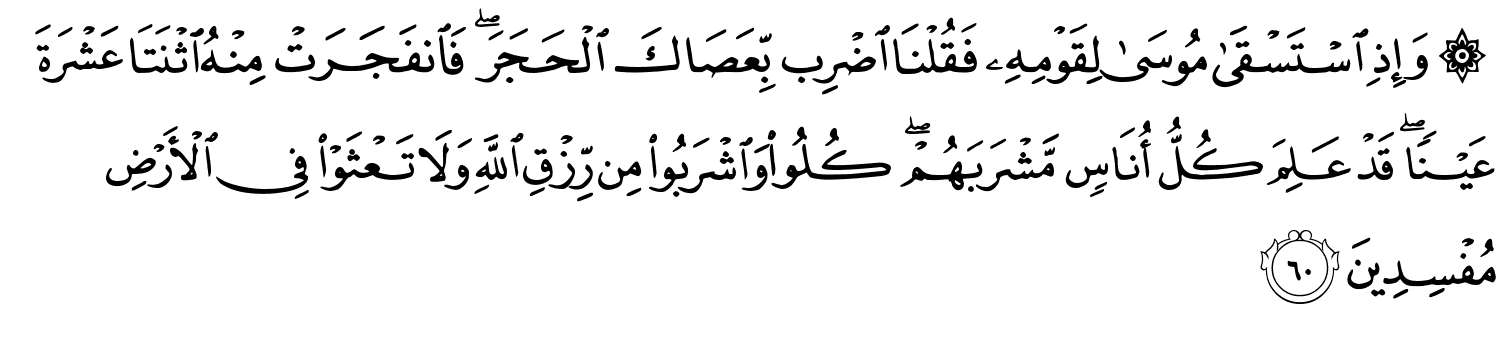 ۞ وَإِذِ ٱسۡتَسۡقَىٰ مُوسَىٰ لِقَوۡمِهِۦ فَقُلۡنَا ٱضۡرِب بِّعَصَاكَ ٱلۡحَجَرَۖ فَٱنفَجَرَتۡ مِنۡهُ ٱثۡنَتَا عَشۡرَةَ
عَيۡنٗاۖ قَدۡ عَلِمَ كُلُّ أُنَاسٖ مَّشۡرَبَهُمۡۖ كُلُواْ وَٱشۡرَبُواْ مِن رِّزۡقِ ٱللَّهِ وَلَا تَعۡثَوۡاْ فِي ٱلۡأَرۡضِ
مُفۡسِدِينَ ٦٠